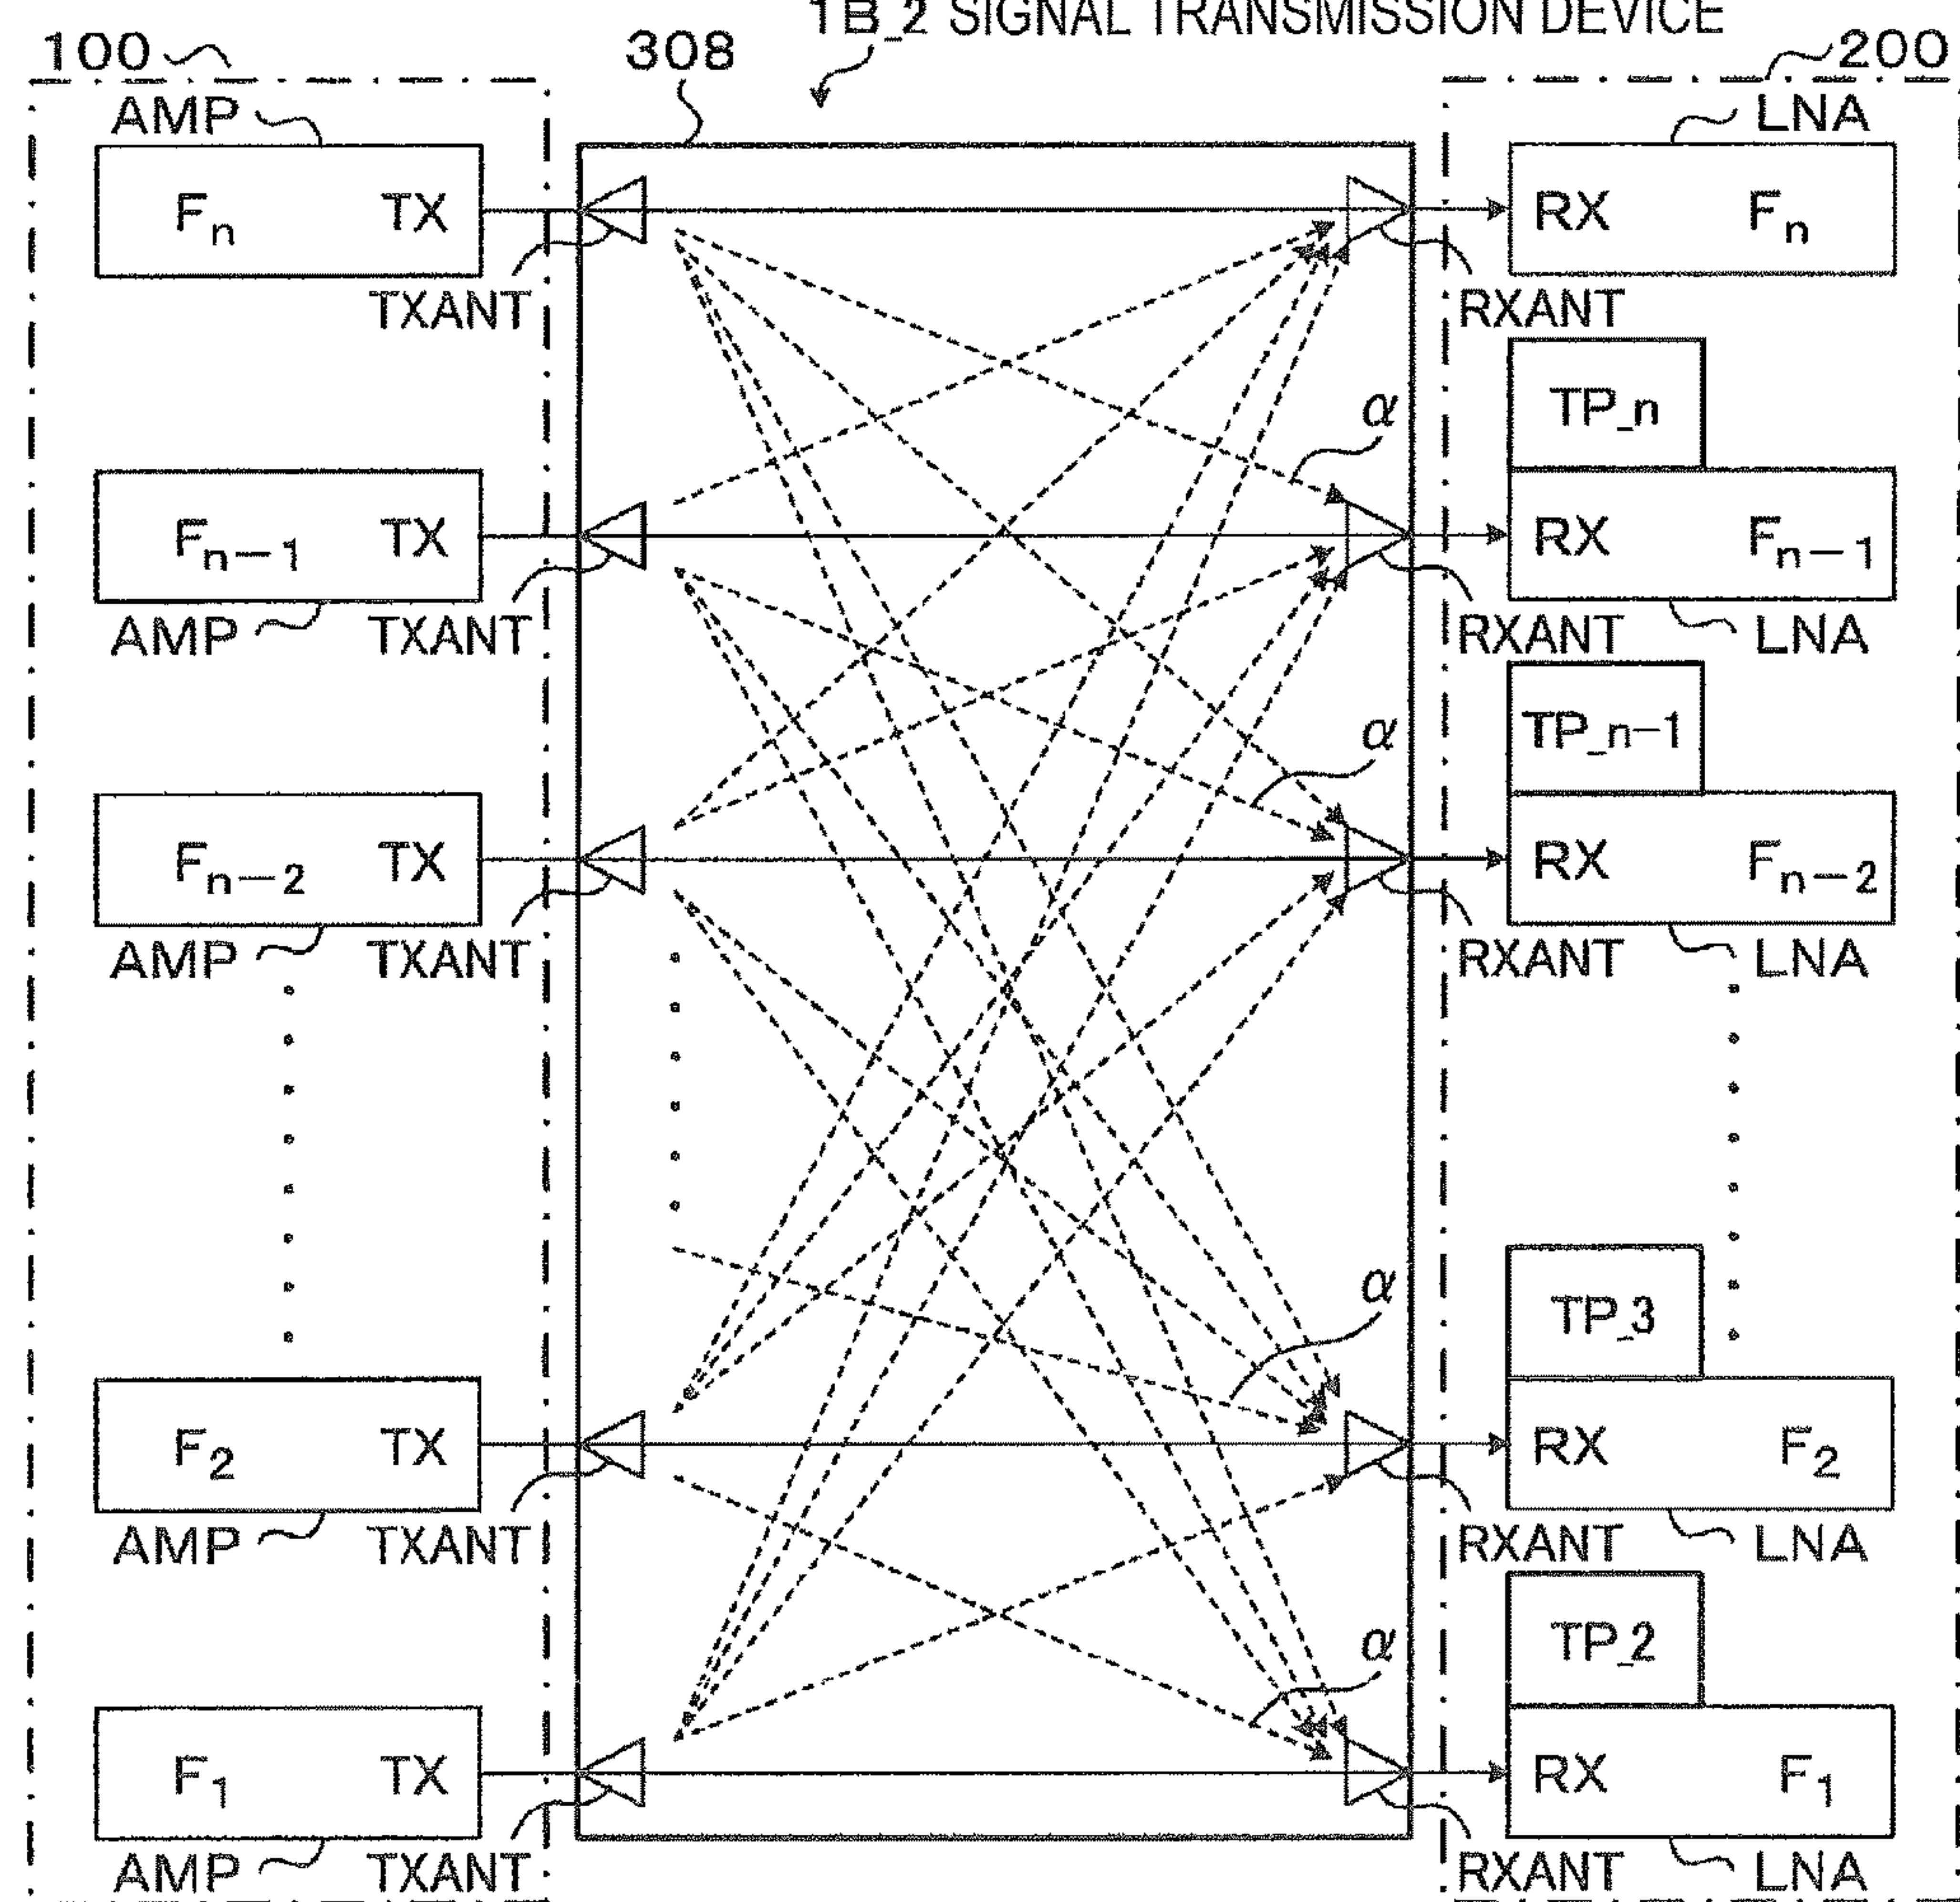 1B_2 SIGNAL TRANSMISSION DEVICE
100
308
200
AMP
LNA
Fn TX
RX Fn
TXANT
RXANT
TP_n
α
Fn-1 TX
RX Fn-1
AMP
TXANT
RXANT
LNA
TP_n-1
α
Fn-2 TX
RX Fn-2
AMP
TXANT
RXANT
LNA
TP_3
α
F2 TX
RX F2
AMP
TXANT
RXANT
LNA
TP_2
α
F1 TX
RX F1
AMP
TXANT
RXANT
LNA